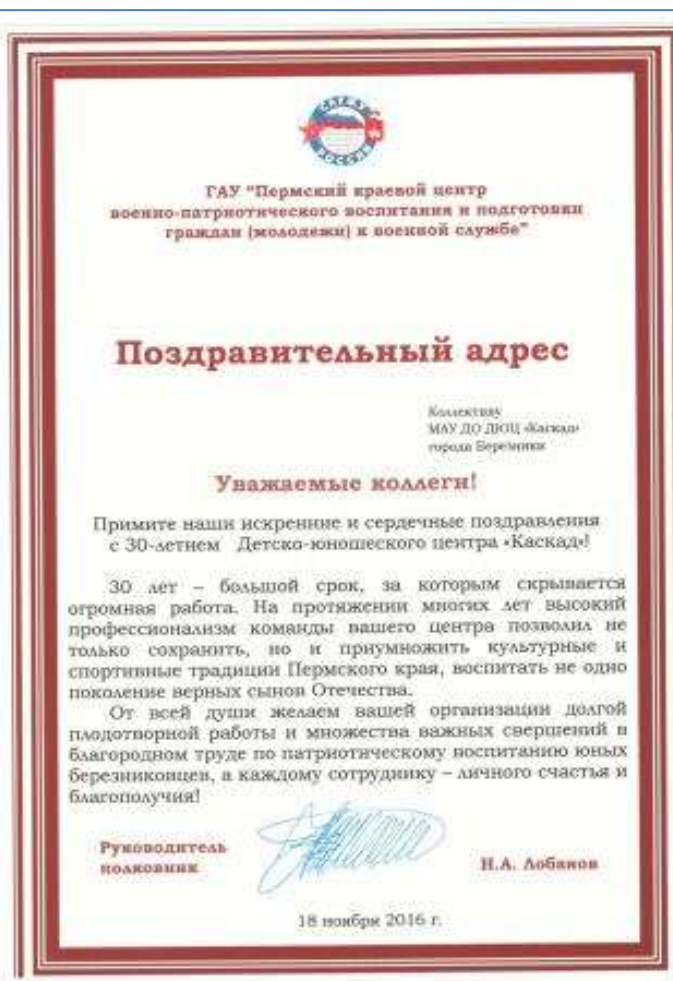 СЛУЖУ
РОССИИ
ГАУ "Пермский краевой центр
военно-патриотического воспитания и подготовки
граждан (молодежи) к военной службе"
Поздравительный адрес
Коллективу
МАУ ДО ДЮЦ «Каскад»
города Березники
Уважаемые коллеги!
Примите наши искренние и сердечные поздравления
с 30-летием Детско-юношеского центра «Каскад»!
30 лет – большой срок, за которым скрывается
огромная работа. На протяжении многих лет высокий
профессионализм команды вашего центра позволил не
только сохранить, но и приумножить культурные и
спортивные традиции Пермского края, воспитать не одно
поколение верных сынов Отечества.
От всей души желаем вашей организации долгой
плодотворной работы и множества важных свершений в
благородном труде по патриотическому воспитанию юных
березниковцев, а каждому сотруднику – личного счастья и
благополучия!
Руководитель
полковник
Н.А. Лобанов
18 ноября 2016 г.